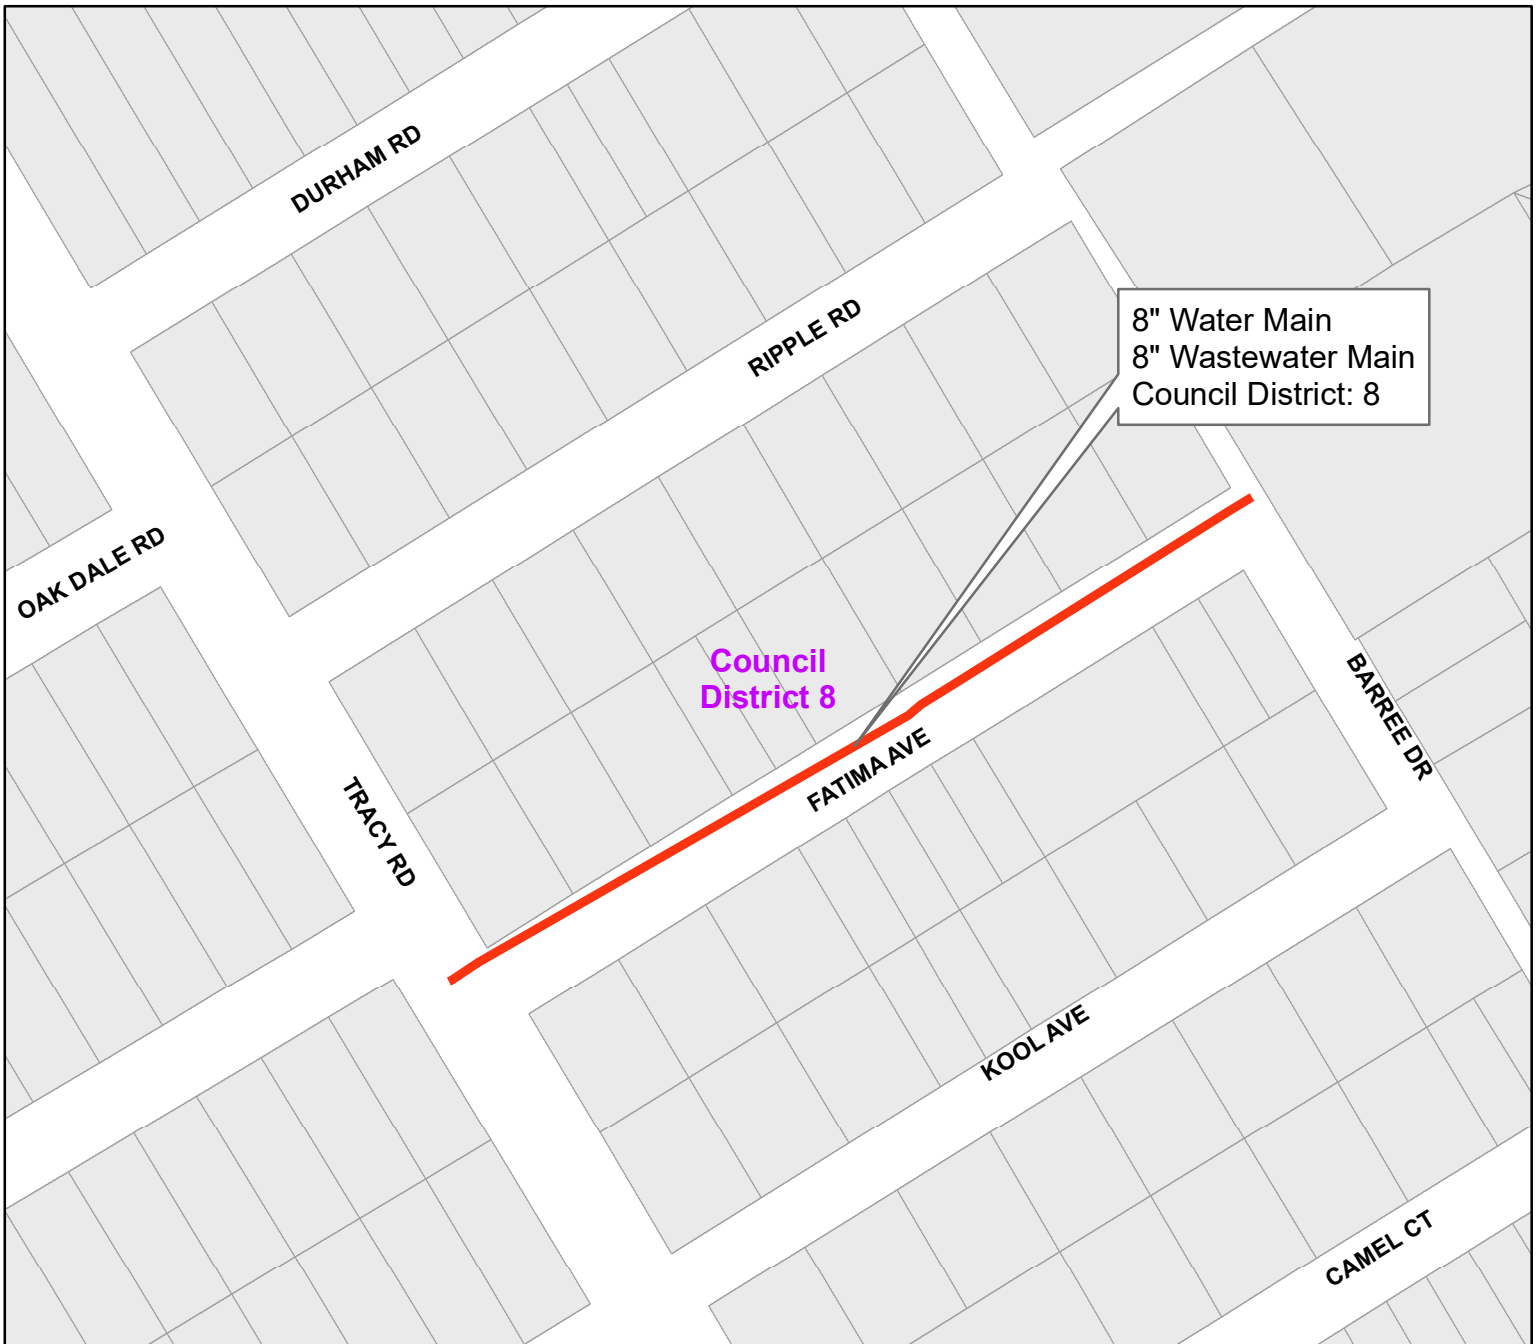 DURHAM RD
RIPPLE RD
8" Water Main
8" Wastewater Main
Council District: 8
OAK DALE RD
Council
District 8
BARREE DR
FATIMA AVE
TRACY RD
KOOL AVE
CAMEL CT